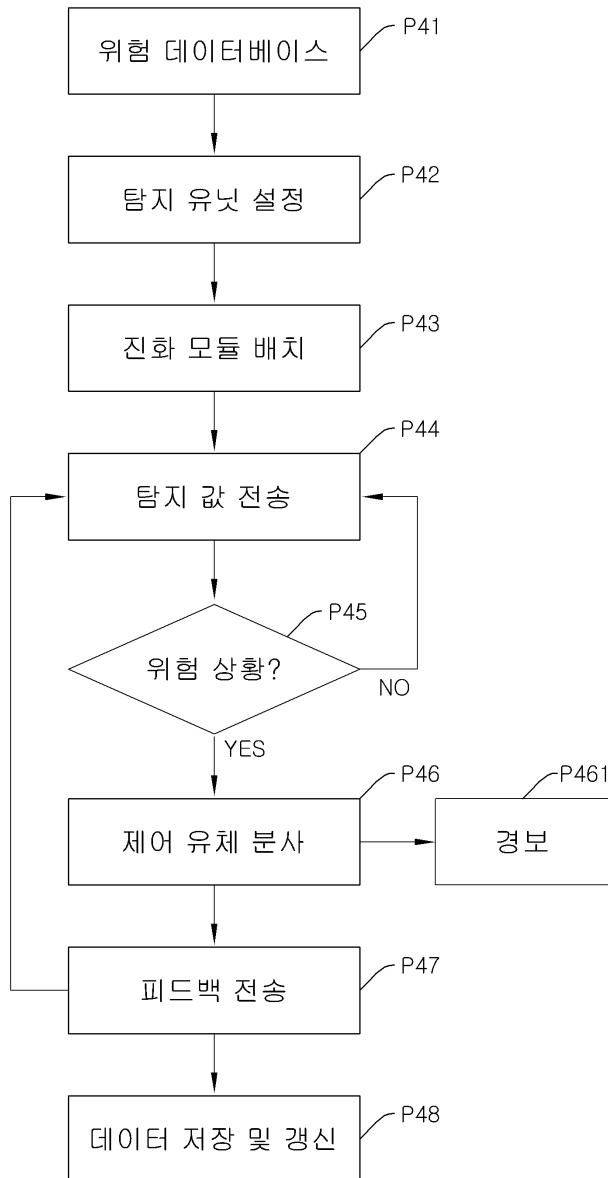 위험 데이터베이스
P41
탐지 유닛 설정
P42
진화 모듈 배치
P43
탐지 값 전송
P44
위험 상황?
P45
NO
YES
제어 유체 분사
P46
경보
P461
피드백 전송
P47
데이터 저장 및 갱신
P48